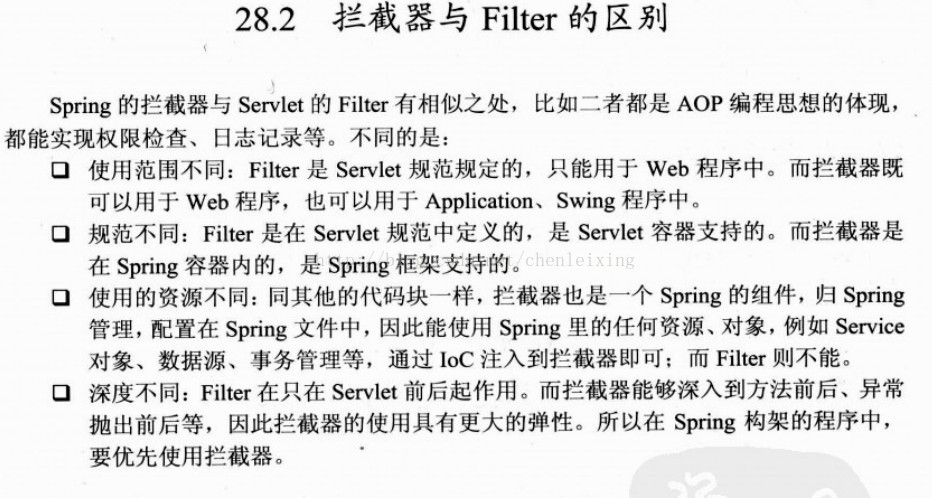 28.2 拦截器与 Filter 的区别
Spring 的拦截器与 Servlet 的 Filter 有相似之处，比如二者都是 AOP 编程思想的体现，
都能实现权限检查、日志记录等。不同的是：
❑ 使用范围不同：Filter 是 Servlet 规范规定的，只能用于 Web 程序中。而拦截器既
可以用于 Web 程序，也可以用于 Application、Swing 程序中。
❑ 规范不同：Filter 是在 Servlet 规范中定义的，是 Servlet 容器支持的。而拦截器是
在 Spring 容器内的，是 Spring 框架支持的。
❑ 使用的资源不同：同其他的代码块一样，拦截器也是一个 Spring 的组件，归 Spring
管理，配置在 Spring 文件中，因此能使用 Spring 里的任何资源、对象，例如 Service
对象、数据源、事务管理等，通过 IoC 注入到拦截器即可；而 Filter 则不能。
❑ 深度不同：Filter 在只在 Servlet 前后起作用。而拦截器能够深入到方法前后、异常
抛出前后等，因此拦截器的使用具有更大的弹性。所以在 Spring 构架的程序中，
要优先使用拦截器。